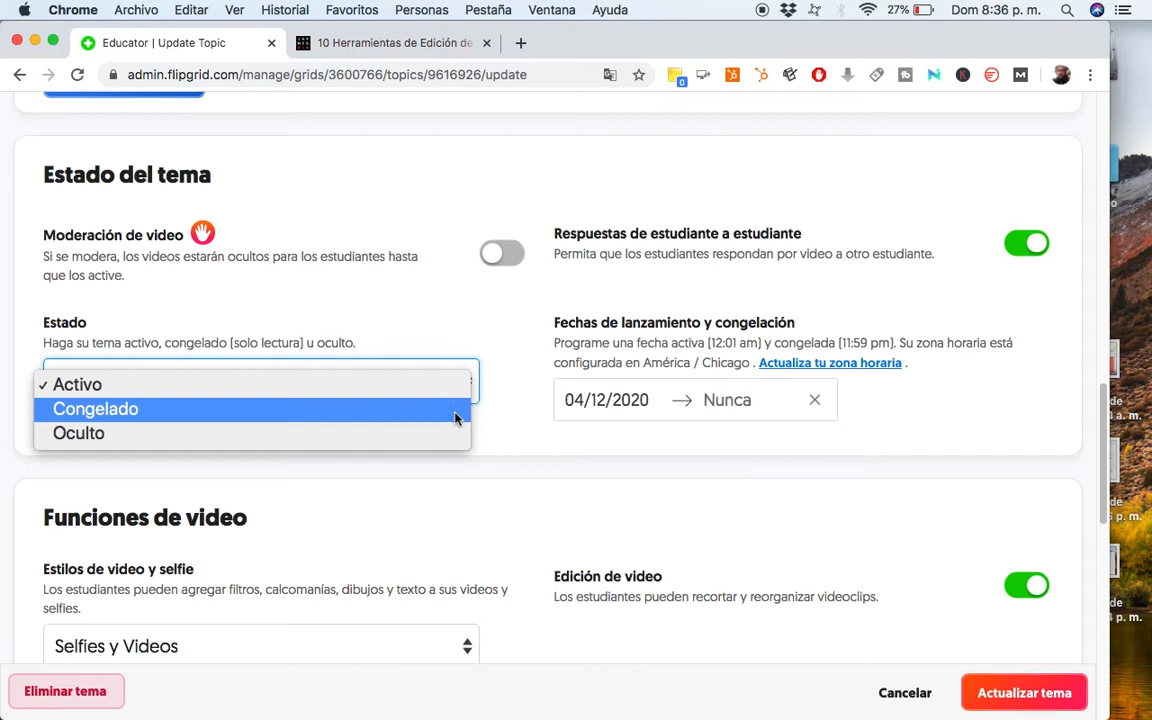 Chrome Archivo Editar Ver Historial Favoritos Personas Pestaña Ventana Ayuda 27% Dom 8:36 p. m.
Educator | Update Topic 10 Herramientas de Edición de
admin.flipgrid.com/manage/grids/3600766/topics/9616926/update
Estado del tema
Moderación de video
Si se modera, los videos estarán ocultos para los estudiantes hasta
que los active.
Respuestas de estudiante a estudiante
Permita que los estudiantes respondan por video a otro estudiante.
Estado
Haga su tema activo, congelado (solo lectura) u oculto.
✓ Activo
Congelado
Oculto
Fechas de lanzamiento y congelación
Programe una fecha activa (12:01 am) y congelada (11:59 pm). Su zona horaria está
configurada en América / Chicago . Actualiza tu zona horaria .
04/12/2020 → Nunca
Funciones de video
Estilos de video y selfie
Los estudiantes pueden agregar filtros, calcomanías, dibujos y texto a sus videos y
selfies.
Selfies y Videos
Edición de video
Los estudiantes pueden recortar y reorganizar videoclips.
Eliminar tema
Cancelar
Actualizar tema